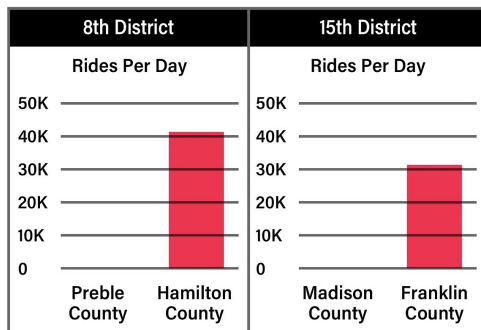 8th District
Rides Per Day
50K
40K
30K
20K
10K
0
Preble County
Hamilton County
15th District
Rides Per Day
50K
40K
30K
20K
10K
0
Madison County
Franklin County